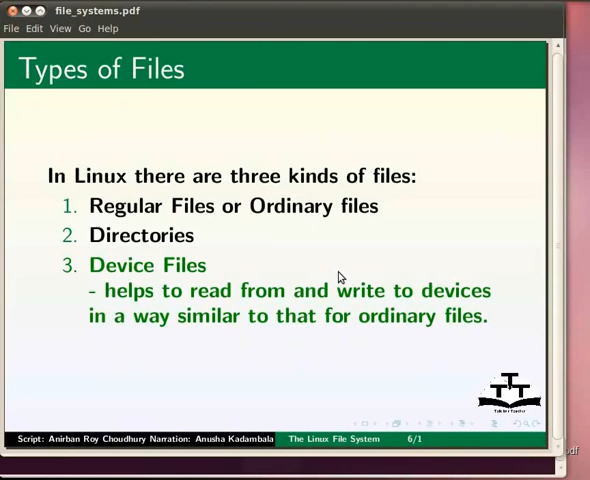 file_systems.pdf
File Edit View Go Help
Types of Files
In Linux there are three kinds of files:
1. Regular Files or Ordinary files
2. Directories
3. Device Files
- helps to read from and write to devices
in a way similar to that for ordinary files.
Talk to a Teacher
Script: Anirban Roy Choudhury Narration: Anusha Kadambala The Linux File System 6/1